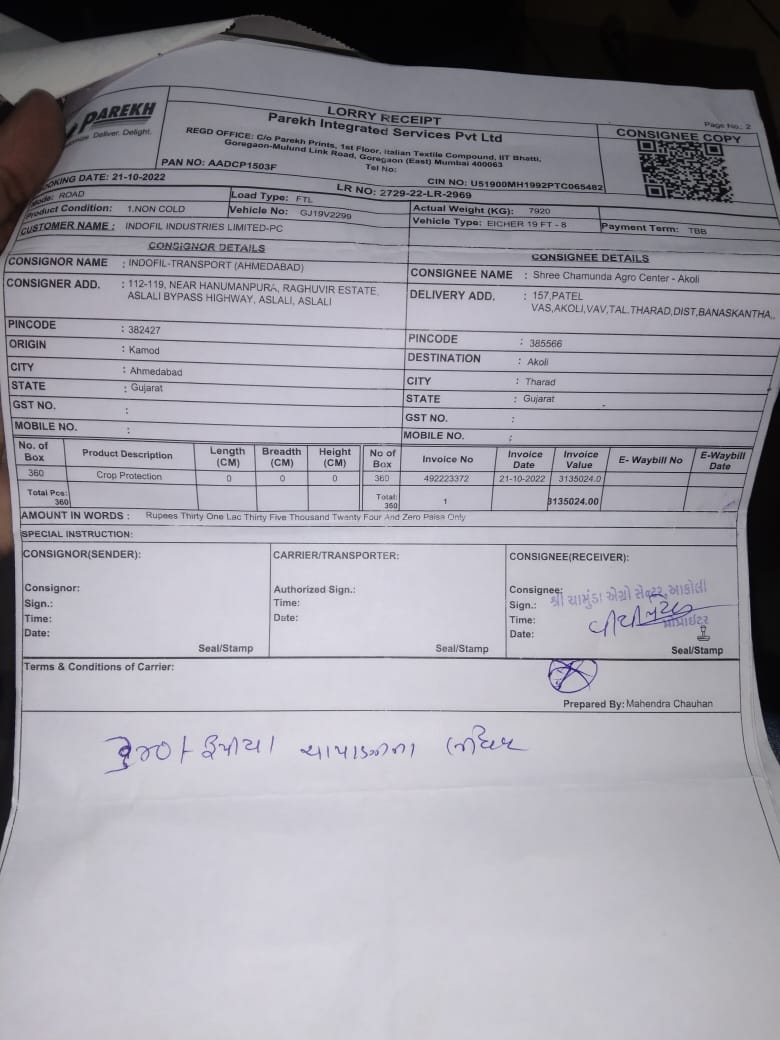 PAREKH
Deliver. Delight.
LORRY RECEIPT
Parekh Integrated Services Pvt Ltd
REGD OFFICE: C/o Parekh Prints, 1st Floor, Italian Textile Compound, IIT Bhatti,
Goregaon-Mulund Link Road, Goregaon (East) Mumbai 400063
PAN NO: AADCP1503F Tel No:
CIN NO: U51900MH1992PTC065482
Page No.: 2
CONSIGNEE COPY
BOOKING DATE: 21-10-2022 LR NO: 2729-22-LR-2969
Mode: ROAD Load Type: FTL Actual Weight (KG): 7920
Product Condition: 1.NON COLD Vehicle No: GJ19V2299 Vehicle Type: EICHER 19 FT - 8 Payment Term: TBB
CUSTOMER NAME : INDOFIL INDUSTRIES LIMITED-PC
CONSIGNOR DETAILS
CONSIGNOR NAME : INDOFIL-TRANSPORT (AHMEDABAD)
CONSIGNER ADD. : 112-119, NEAR HANUMANPURA, RAGHUVIR ESTATE,
ASLALI BYPASS HIGHWAY, ASLALI, ASLALI
PINCODE : 382427
ORIGIN : Kamod
CITY : Ahmedabad
STATE : Gujarat
GST NO. :
MOBILE NO. :
CONSIGNEE DETAILS
CONSIGNEE NAME : Shree Chamunda Agro Center - Akoli
DELIVERY ADD. : 157,PATEL
VAS,AKOLI,VAV,TAL.THARAD,DIST,BANASKANTHA,.
PINCODE : 385566
DESTINATION : Akoli
CITY : Tharad
STATE : Gujarat
GST NO. :
MOBILE NO. :
No. of Box Product Description Length (CM) Breadth (CM) Height (CM) No of Box Invoice No Invoice Date Invoice Value E- Waybill No E-Waybill Date
360 Crop Protection 0 0 0 360 492223372 21-10-2022 3135024.0
Total Pcs: 360 Total: 360 1 3135024.00
AMOUNT IN WORDS : Rupees Thirty One Lac Thirty Five Thousand Twenty Four And Zero Paisa Only
SPECIAL INSTRUCTION:
CONSIGNOR(SENDER):
Consignor:
Sign.:
Time:
Date:
Seal/Stamp
CARRIER/TRANSPORTER:
Authorized Sign.:
Time:
Date:
Seal/Stamp
CONSIGNEE(RECEIVER):
Consignee:
શ્રી ચામુંડા એગ્રો સેન્ટર, આકોલી
Sign.:
Time:
પ્રોપ્રાઇટર
Date:
Seal/Stamp
Terms & Conditions of Carrier:
Prepared By: Mahendra Chauhan